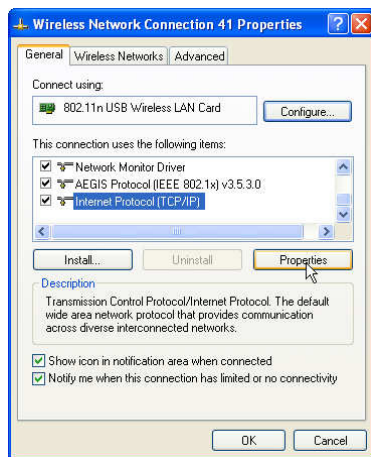 Wireless Network Connection 41 Properties
General Wireless Networks Advanced
Connect using:
802.11n USB Wireless LAN Card Configure...
This connection uses the following items:
Network Monitor Driver
AEGIS Protocol (IEEE 802.1x) v3.5.3.0
Internet Protocol (TCP/IP)
Install... Uninstall Properties
Description
Transmission Control Protocol/Internet Protocol. The default
wide area network protocol that provides communication
across diverse interconnected networks.
Show icon in notification area when connected
Notify me when this connection has limited or no connectivity
OK Cancel